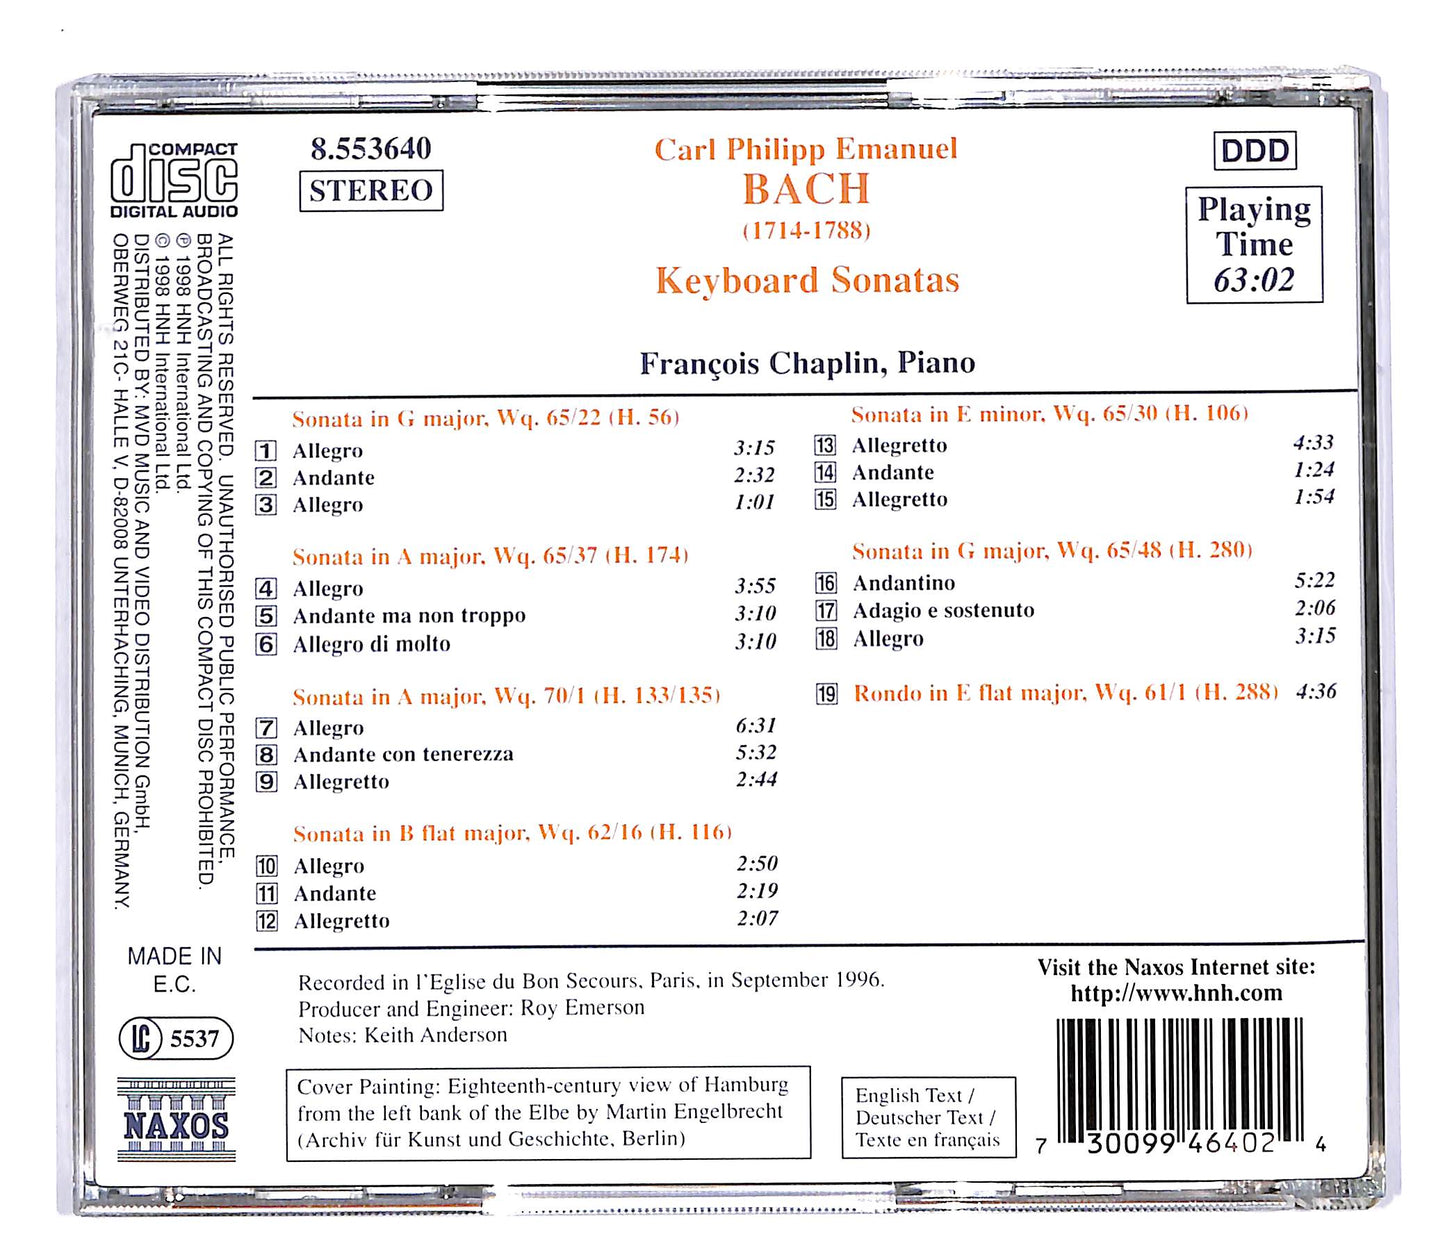 COMPACT
disc
DIGITAL AUDIO
8.553640
STEREO
Carl Philipp Emanuel
BACH
(1714-1788)
Keyboard Sonatas
DDD
Playing
Time
63:02
François Chaplin, Piano
ALL RIGHTS RESERVED. UNAUTHORISED PUBLIC PERFORMANCE,
BROADCASTING AND COPYING OF THIS COMPACT DISC PROHIBITED.
℗ 1998 HNH International Ltd.
© 1998 HNH International Ltd.
DISTRIBUTED BY: MVD MUSIC AND VIDEO DISTRIBUTION GmbH,
OBERWEG 21C- HALLE V, D-82008 UNTERHACHING, MUNICH, GERMANY.
Sonata in G major, Wq. 65/22 (H. 56)
1 Allegro 3:15
2 Andante 2:32
3 Allegro 1:01
Sonata in A major, Wq. 65/37 (H. 174)
4 Allegro 3:55
5 Andante ma non troppo 3:10
6 Allegro di molto 3:10
Sonata in A major, Wq. 70/1 (H. 133/135)
7 Allegro 6:31
8 Andante con tenerezza 5:32
9 Allegretto 2:44
Sonata in B flat major, Wq. 62/16 (H. 116)
10 Allegro 2:50
11 Andante 2:19
12 Allegretto 2:07
Sonata in E minor, Wq. 65/30 (H. 106)
13 Allegretto 4:33
14 Andante 1:24
15 Allegretto 1:54
Sonata in G major, Wq. 65/48 (H. 280)
16 Andantino 5:22
17 Adagio e sostenuto 2:06
18 Allegro 3:15
19 Rondo in E flat major, Wq. 61/1 (H. 288) 4:36
MADE IN
E.C.
LC 5537
NAXOS
Recorded in l'Eglise du Bon Secours, Paris, in September 1996.
Producer and Engineer: Roy Emerson
Notes: Keith Anderson
Cover Painting: Eighteenth-century view of Hamburg
from the left bank of the Elbe by Martin Engelbrecht
(Archiv für Kunst und Geschichte, Berlin)
English Text /
Deutscher Text /
Texte en français
Visit the Naxos Internet site:
http://www.hnh.com
7 30099 46402 4